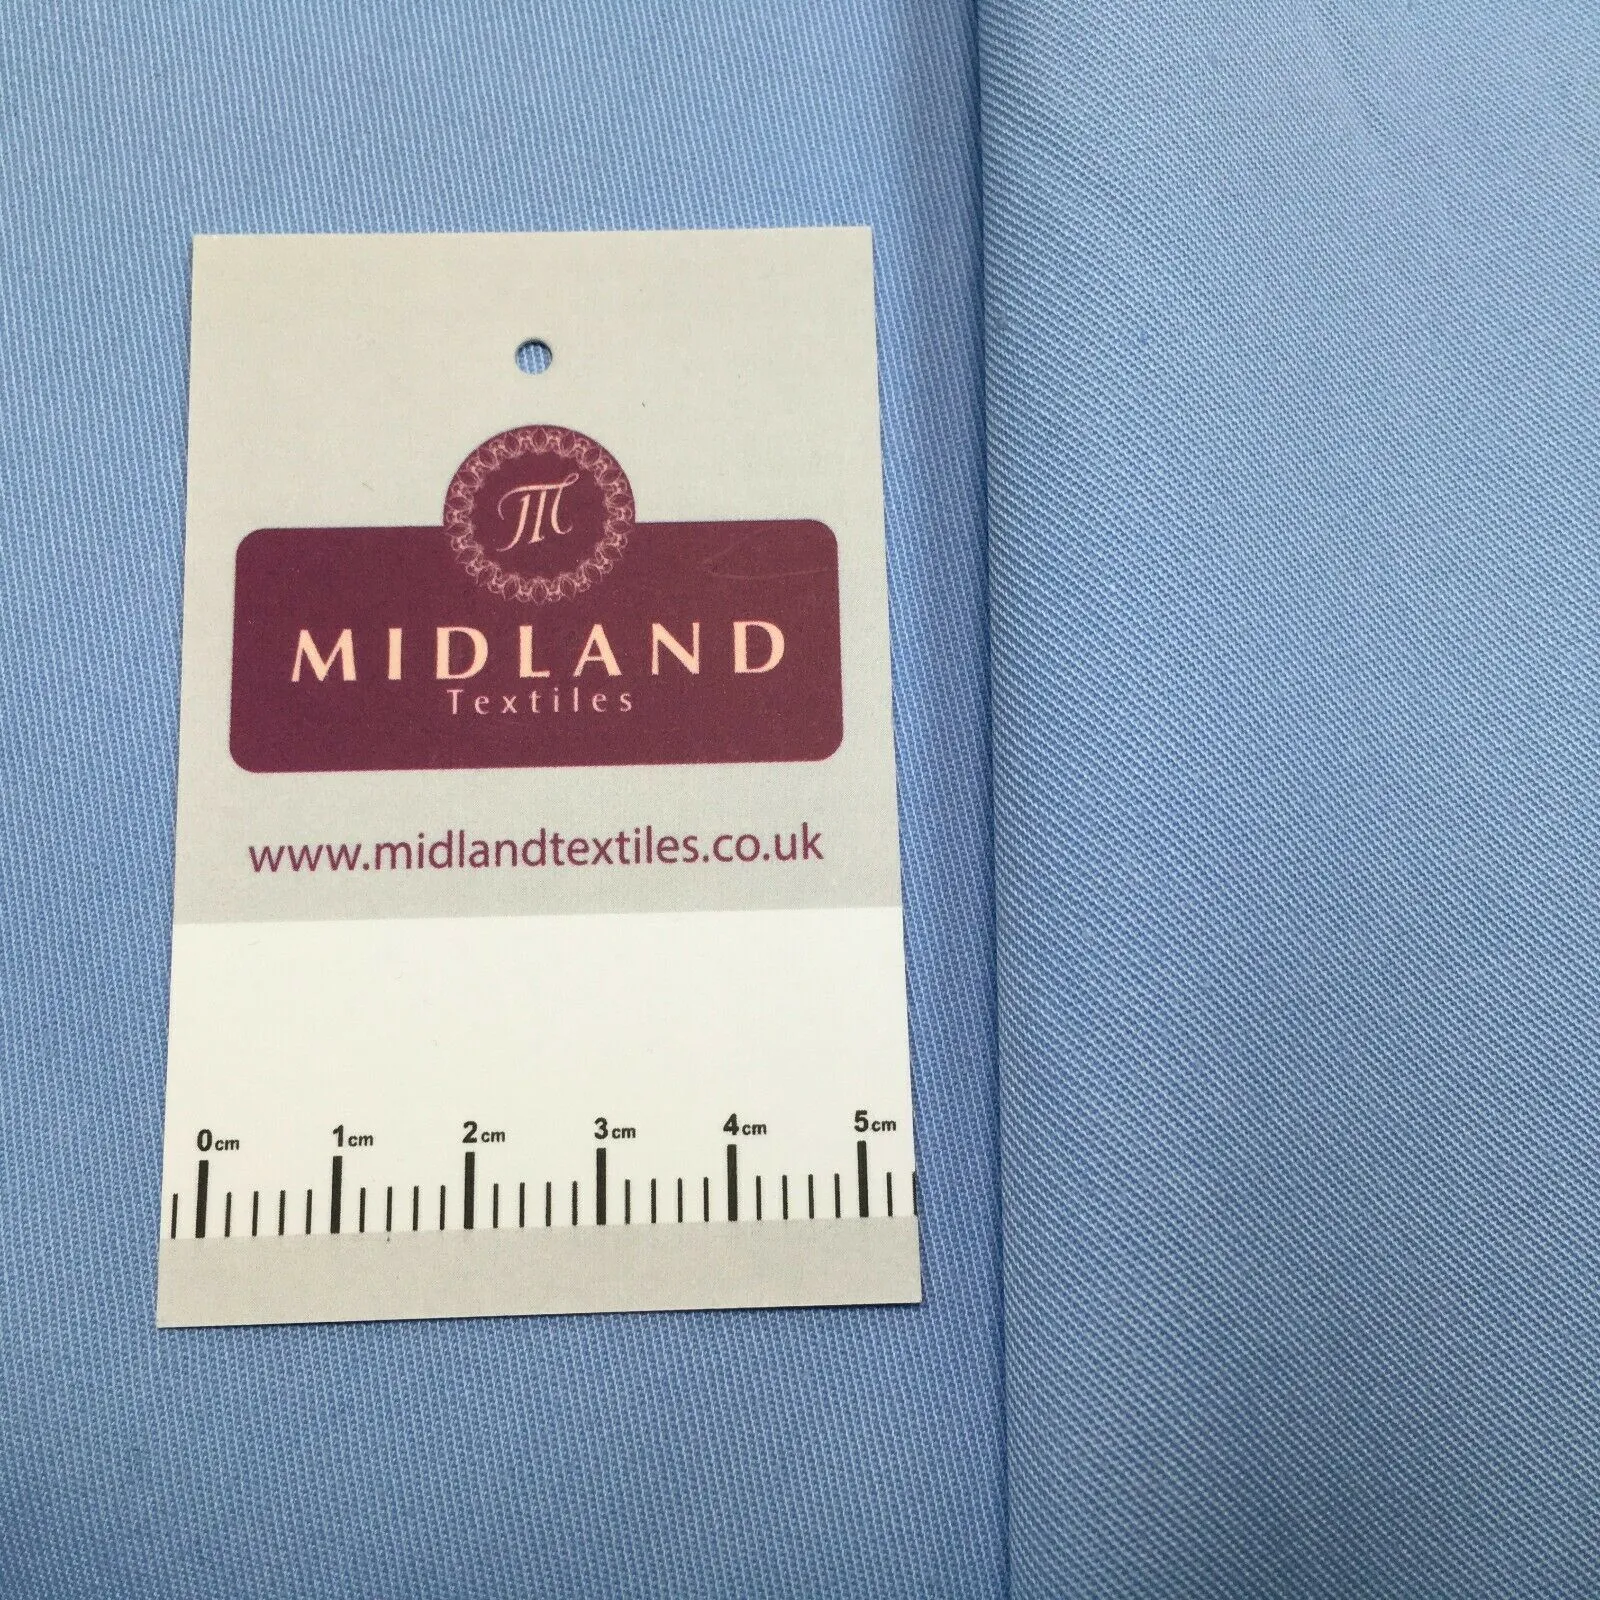 M
MIDLAND
Textiles
www.midlandtextiles.co.uk
0cm 1cm 2cm 3cm 4cm 5cm